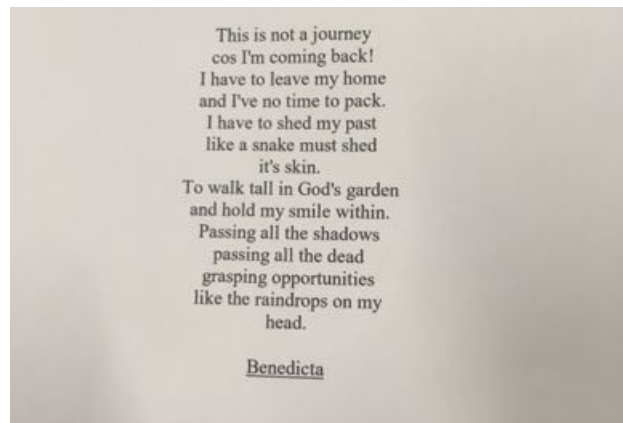 This is not a journey
cos I'm coming back!
I have to leave my home
and I've no time to pack.
I have to shed my past
like a snake must shed
it's skin.
To walk tall in God's garden
and hold my smile within.
Passing all the shadows
passing all the dead
grasping opportunities
like the raindrops on my
head.
Benedicta